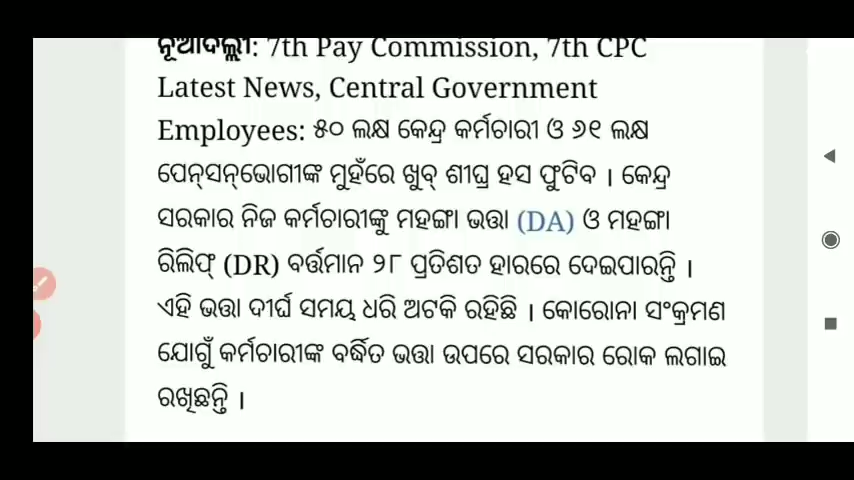 ନୂଆଦିଲ୍ଲୀ: 7th Pay Commission, 7th CPC
Latest News, Central Government
Employees: ୫୦ ଲକ୍ଷ କେନ୍ଦ୍ର କର୍ମଚାରୀ ଓ ୬୧ ଲକ୍ଷ
ପେନ୍‌ସନ୍‌ଭୋଗୀଙ୍କ ମୁହଁରେ ଖୁବ୍ ଶୀଘ୍ର ହସ ଫୁଟିବ । କେନ୍ଦ୍ର
ସରକାର ନିଜ କର୍ମଚାରୀଙ୍କୁ ମହଙ୍ଗା ଭତ୍ତା (DA) ଓ ମହଙ୍ଗା
ରିଲିଫ୍ (DR) ବର୍ତ୍ତମାନ ୨୮ ପ୍ରତିଶତ ହାରରେ ଦେଇପାରନ୍ତି ।
ଏହି ଭତ୍ତା ଦୀର୍ଘ ସମୟ ଧରି ଅଟକି ରହିଛି । କୋରୋନା ସଂକ୍ରମଣ
ଯୋଗୁଁ କର୍ମଚାରୀଙ୍କ ବର୍ଦ୍ଧିତ ଭତ୍ତା ଉପରେ ସରକାର ରୋକ ଲଗାଇ
ରଖିଛନ୍ତି ।